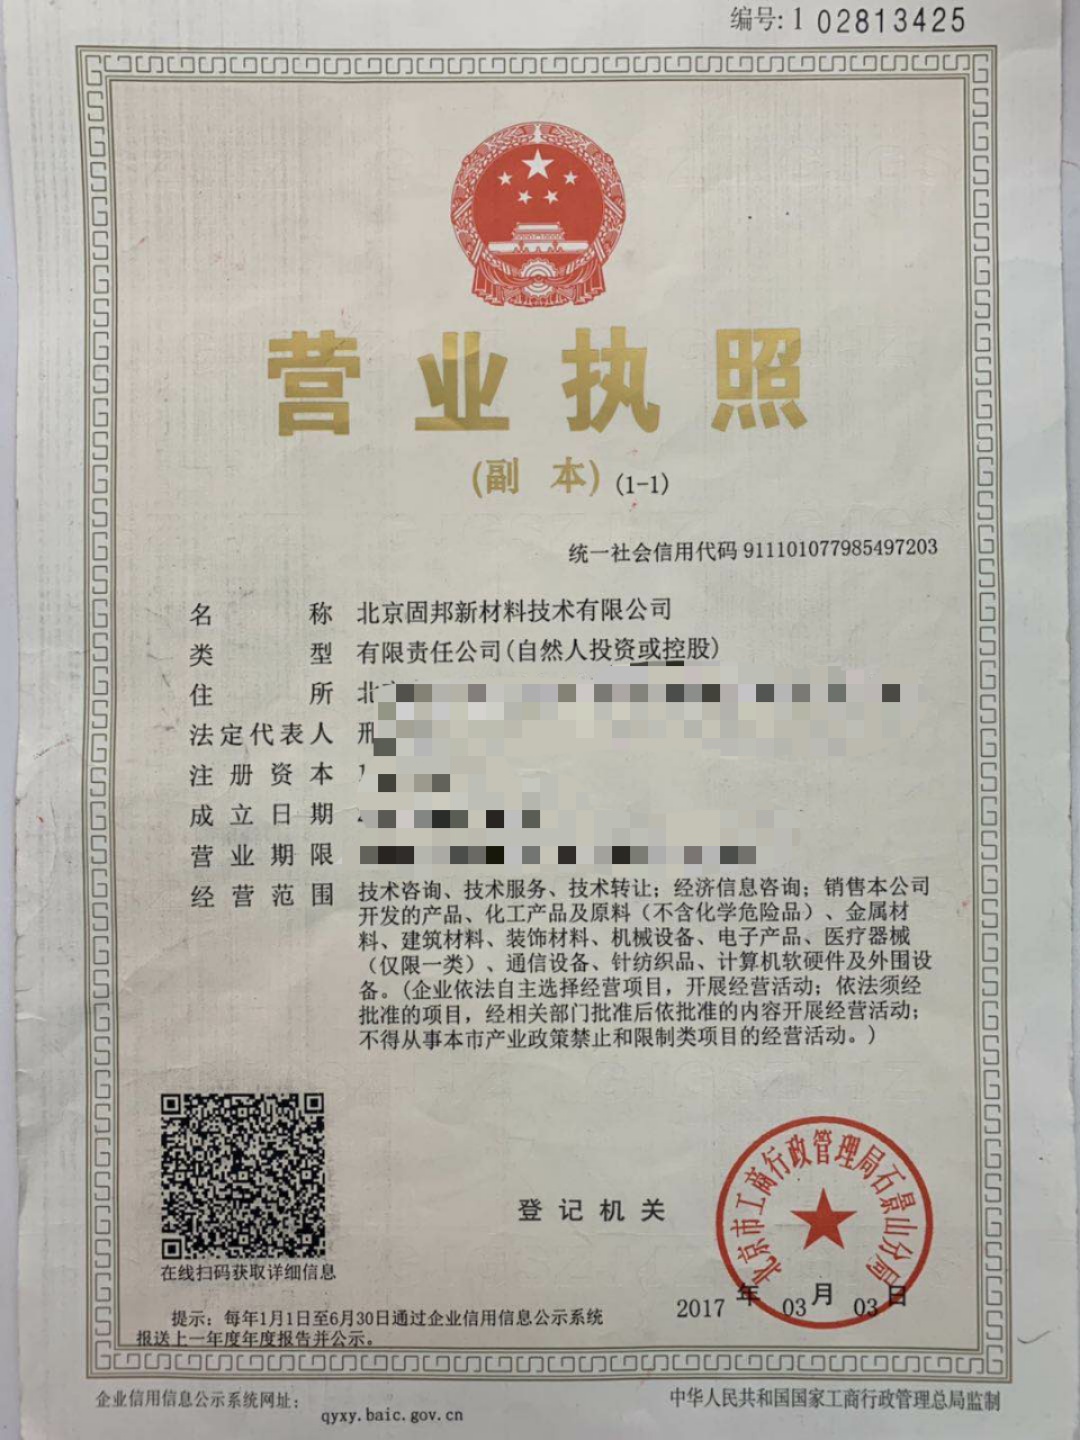 编号: 1 02813425
营业执照
(副 本) (1-1)
统一社会信用代码 911101077985497203
名 称 北京固邦新材料技术有限公司
类 型 有限责任公司(自然人投资或控股)
住 所 北
法定代表人 邢
注 册 资 本
成 立 日 期
营 业 期 限
经 营 范 围 技术咨询、技术服务、技术转让；经济信息咨询；销售本公司
开发的产品、化工产品及原料（不含化学危险品）、金属材
料、建筑材料、装饰材料、机械设备、电子产品、医疗器械
（仅限一类）、通信设备、针纺织品、计算机软硬件及外围设
备。(企业依法自主选择经营项目，开展经营活动；依法须经
批准的项目，经相关部门批准后依批准的内容开展经营活动；
不得从事本市产业政策禁止和限制类项目的经营活动。)
在线扫码获取详细信息
登 记 机 关
北京市工商行政管理局石景山分局
2017 年 03 月 03 日
提示: 每年1月1日至6月30日通过企业信用信息公示系统
报送上一年度年度报告并公示。
企业信用信息公示系统网址: qyxy.baic.gov.cn
中华人民共和国国家工商行政管理总局监制